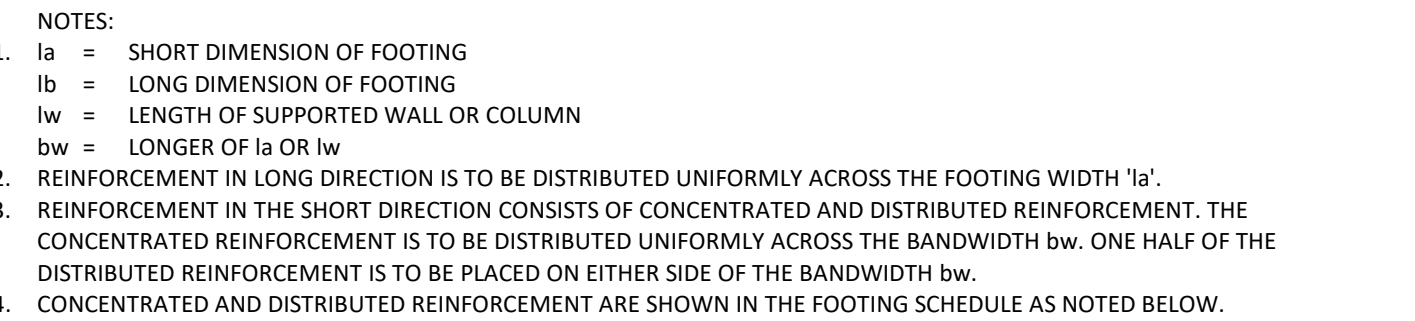 NOTES:
1. la = SHORT DIMENSION OF FOOTING
lb = LONG DIMENSION OF FOOTING
lw = LENGTH OF SUPPORTED WALL OR COLUMN
bw = LONGER OF la OR lw
2. REINFORCEMENT IN LONG DIRECTION IS TO BE DISTRIBUTED UNIFORMLY ACROSS THE FOOTING WIDTH 'la'.
3. REINFORCEMENT IN THE SHORT DIRECTION CONSISTS OF CONCENTRATED AND DISTRIBUTED REINFORCEMENT. THE
CONCENTRATED REINFORCEMENT IS TO BE DISTRIBUTED UNIFORMLY ACROSS THE BANDWIDTH bw. ONE HALF OF THE
DISTRIBUTED REINFORCEMENT IS TO BE PLACED ON EITHER SIDE OF THE BANDWIDTH bw.
4. CONCENTRATED AND DISTRIBUTED REINFORCEMENT ARE SHOWN IN THE FOOTING SCHEDULE AS NOTED BELOW.